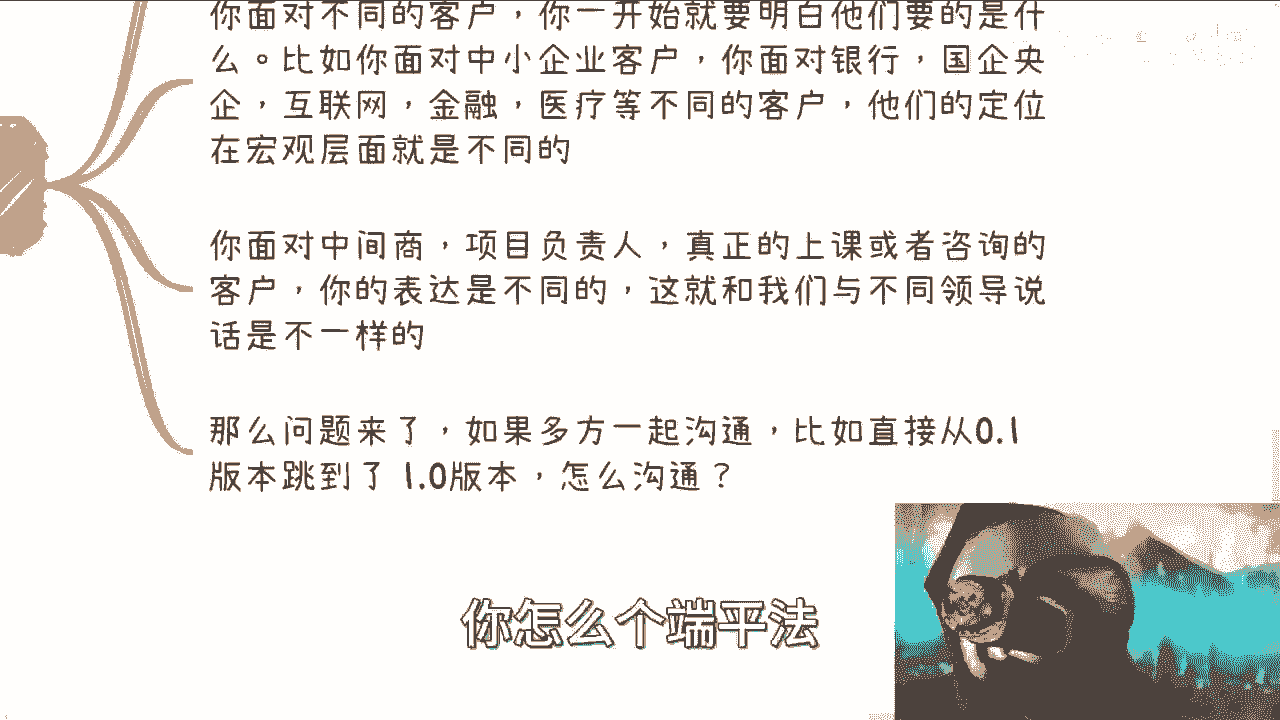 你面对不同的客户，你一开始就要明白他们要的是什
么。比如你面对中小企业客户，你面对银行，国企央
企，互联网，金融，医疗等不同的客户，他们的定位
在宏观层面就是不同的
你面对中间商，项目负责人，真正的上课或者咨询的
客户，你的表达是不同的，这就和我们与不同领导说
话是不一样的
那么问题来了，如果多方一起沟通，比如直接从0.1
版本跳到了 1.0版本，怎么沟通？
你怎么个端平法